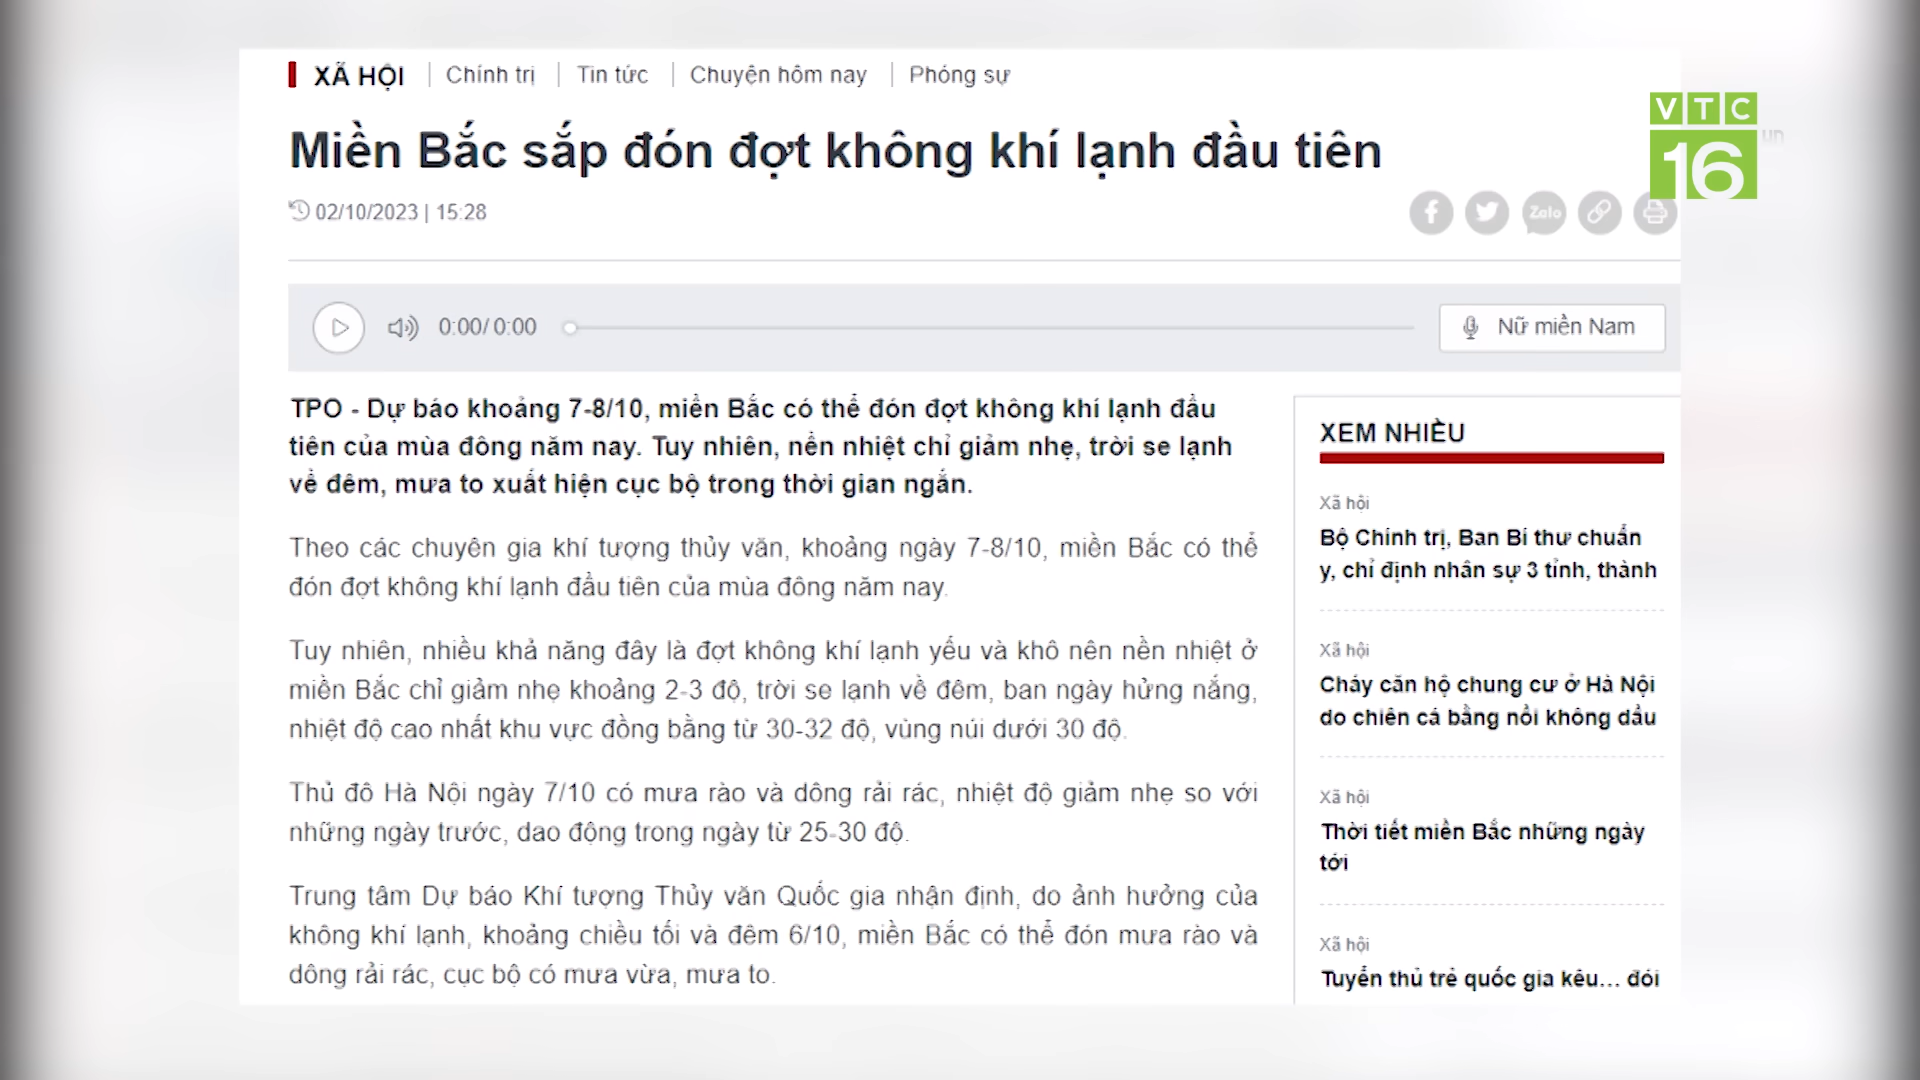 XÃ HỘI
Chính trị
Tin tức
Chuyện hôm nay
Phóng sự
VTC
16
Miền Bắc sắp đón đợt không khí lạnh đầu tiên
02/10/2023 | 15:28
Zalo
0:00/ 0:00
Nữ miền Nam
TPO - Dự báo khoảng 7-8/10, miền Bắc có thể đón đợt không khí lạnh đầu
tiên của mùa đông năm nay. Tuy nhiên, nền nhiệt chỉ giảm nhẹ, trời se lạnh
về đêm, mưa to xuất hiện cục bộ trong thời gian ngắn.
Theo các chuyên gia khí tượng thủy văn, khoảng ngày 7-8/10, miền Bắc có thể
đón đợt không khí lạnh đầu tiên của mùa đông năm nay.
Tuy nhiên, nhiều khả năng đây là đợt không khí lạnh yếu và khô nên nền nhiệt ở
miền Bắc chỉ giảm nhẹ khoảng 2-3 độ, trời se lạnh về đêm, ban ngày hửng nắng,
nhiệt độ cao nhất khu vực đồng bằng từ 30-32 độ, vùng núi dưới 30 độ.
Thủ đô Hà Nội ngày 7/10 có mưa rào và dông rải rác, nhiệt độ giảm nhẹ so với
những ngày trước, dao động trong ngày từ 25-30 độ.
Trung tâm Dự báo Khí tượng Thủy văn Quốc gia nhận định, do ảnh hưởng của
không khí lạnh, khoảng chiều tối và đêm 6/10, miền Bắc có thể đón mưa rào và
dông rải rác, cục bộ có mưa vừa, mưa to.
XEM NHIỀU
Xã hội
Bộ Chính trị, Ban Bí thư chuẩn
y, chỉ định nhân sự 3 tỉnh, thành
Xã hội
Cháy căn hộ chung cư ở Hà Nội
do chiên cá bằng nồi không dầu
Xã hội
Thời tiết miền Bắc những ngày
tới
Xã hội
Tuyển thủ trẻ quốc gia kêu... đói